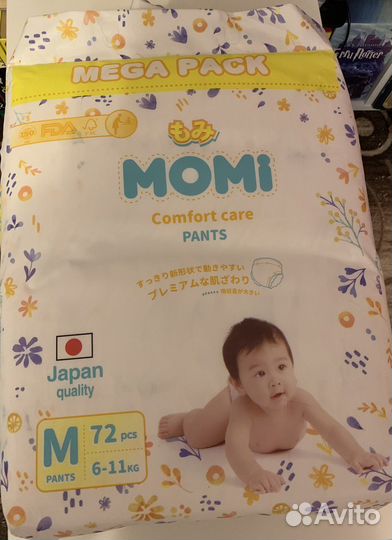 MEGA PACK
ISO FDA
もみ
MOMi
Comfort care
PANTS
すっきり新形状で動きやすい
プレミアムな肌ざわり
Japan
quality
M
PANTS
72 pcs
6-11KG
Avito